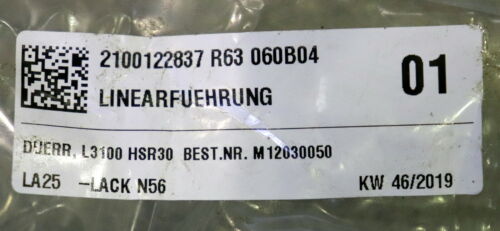 2100122837 R63 060B04
01
LINEARFUEHRUNG
DUERR, L3100 HSR30 BEST.NR. M12030050
LA25 -LACK N56 KW 46/2019